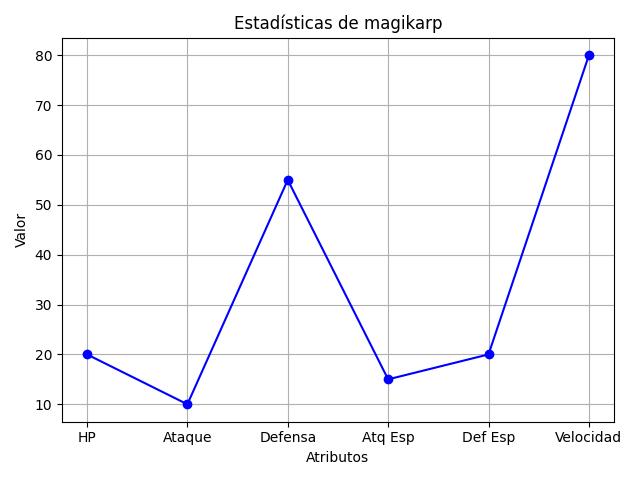 Estadísticas de magikarp
80
70
60
50
40
30
20
10
Valor
HP Ataque Defensa Atq Esp Def Esp Velocidad
Atributos